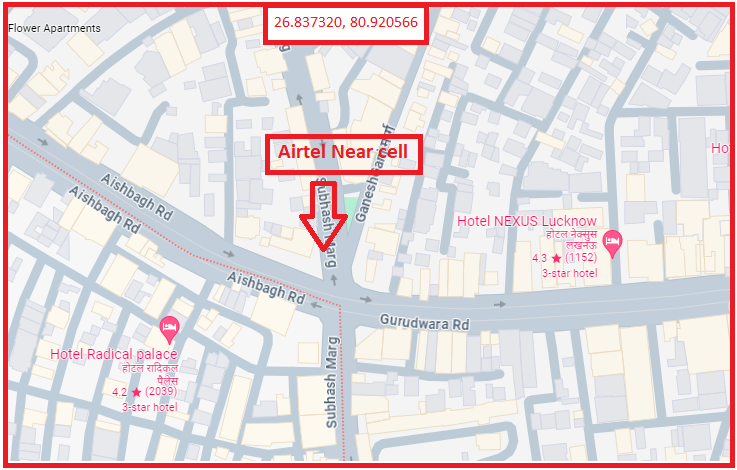 26.837320, 80.920566
Flower Apartments
Airtel Near cell
Ganeshganj
Aishbagh Rd
Aishbagh Rd
Subhash Marg
Hotel NEXUS Lucknow
होटल नेक्सुस
लखनऊ
4.3 ★ (1152)
3-star hotel
Ho
Aishbagh Rd
Gurudwara Rd
Subhash Marg
Hotel Radical palace
होटल रादिकल
पैलेस
4.2 ★ (2039)
3-star hotel